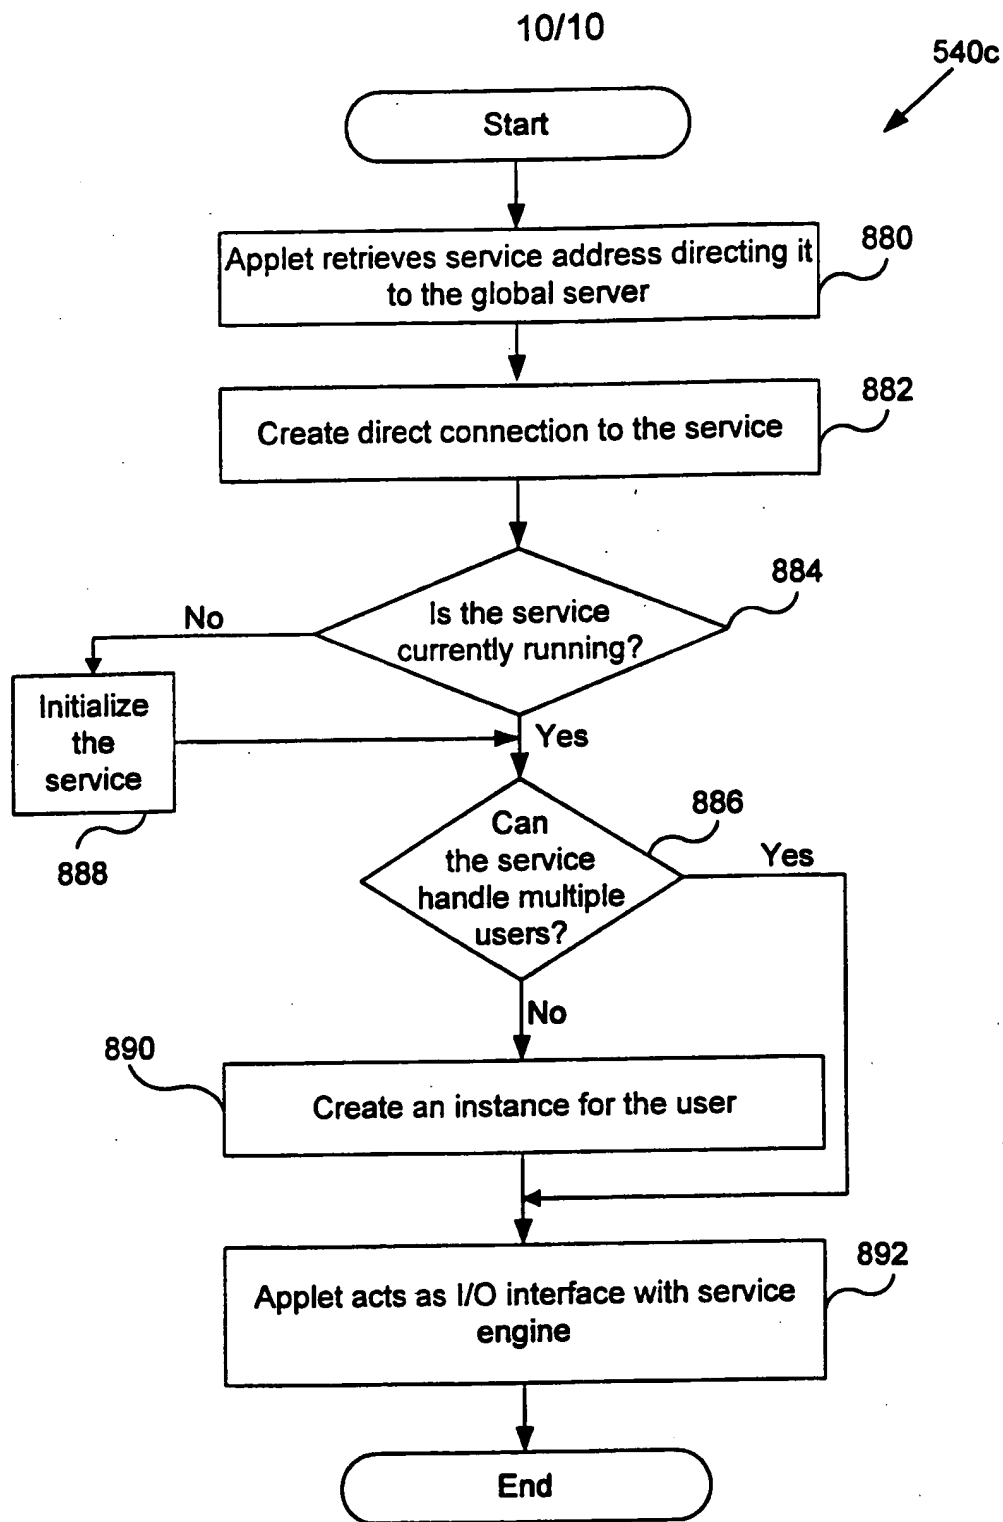 10/10
540c
Start
Applet retrieves service address directing it
to the global server
880
Create direct connection to the service
882
Is the service
currently running?
884
No
Initialize
the
service
888
Yes
Can
the service
handle multiple
users?
886
Yes
No
890
Create an instance for the user
Applet acts as I/O interface with service
engine
892
End